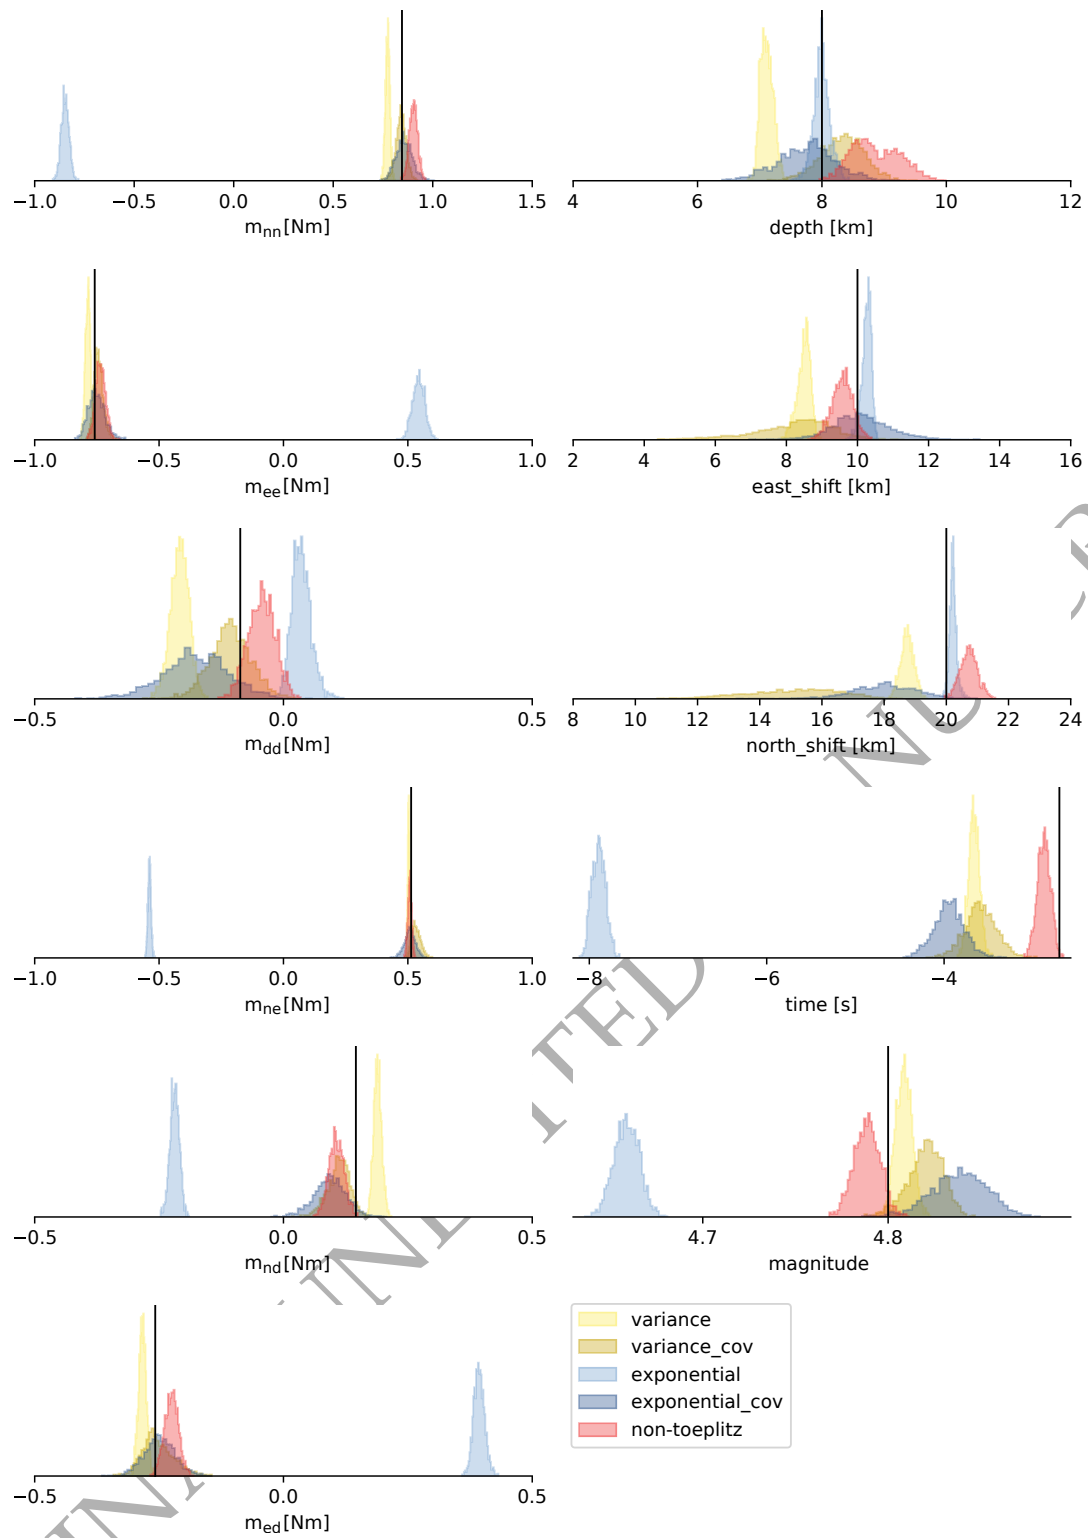 −1.0 −0.5 0.0 0.5 1.0 1.5
m_nn [Nm]
4 6 8 10 12
depth [km]
−1.0 −0.5 0.0 0.5 1.0
m_ee [Nm]
2 4 6 8 10 12 14 16
east_shift [km]
−0.5 0.0 0.5
m_dd [Nm]
8 10 12 14 16 18 20 22 24
north_shift [km]
−1.0 −0.5 0.0 0.5 1.0
m_ne [Nm]
−8 −6 −4
time [s]
−0.5 0.0 0.5
m_nd [Nm]
4.7 4.8
magnitude
−0.5 0.0 0.5
m_ed [Nm]
variance
variance_cov
exponential
exponential_cov
non-toeplitz